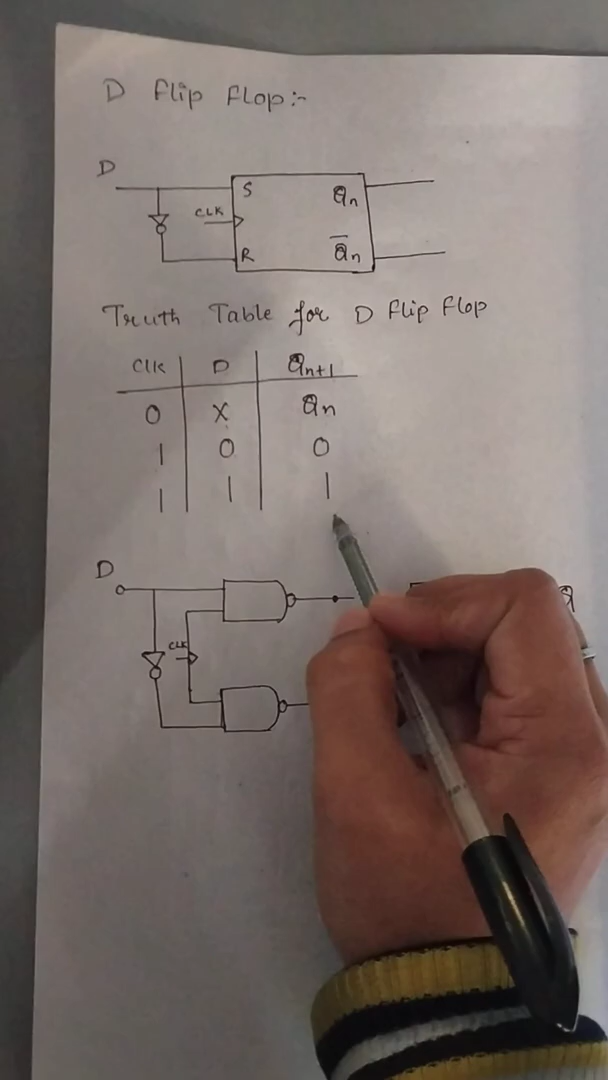 D Flip Flop:-
D
S Qn
CLK
R Q̅n
Truth Table for D Flip Flop
Clk D Qn+1
0 X Qn
1 0 0
1 1 1
D
CLK